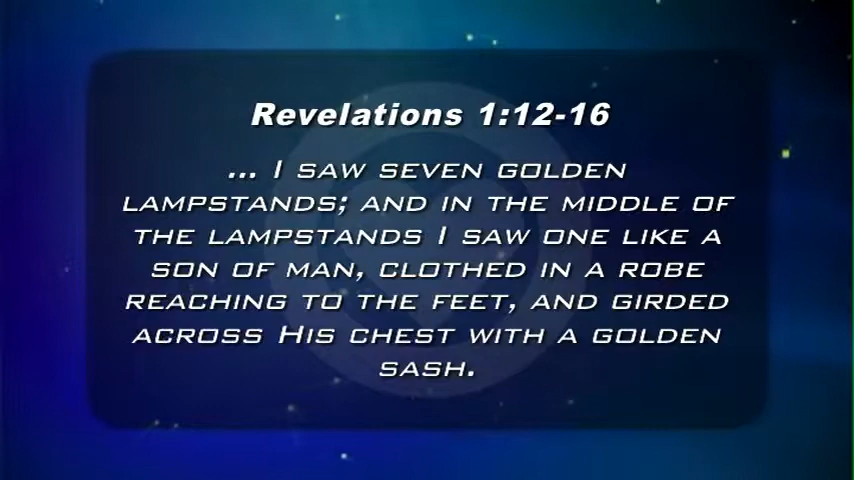 Revelations 1:12-16
... I SAW SEVEN GOLDEN
LAMPSTANDS; AND IN THE MIDDLE OF
THE LAMPSTANDS I SAW ONE LIKE A
SON OF MAN, CLOTHED IN A ROBE
REACHING TO THE FEET, AND GIRDED
ACROSS HIS CHEST WITH A GOLDEN
SASH.